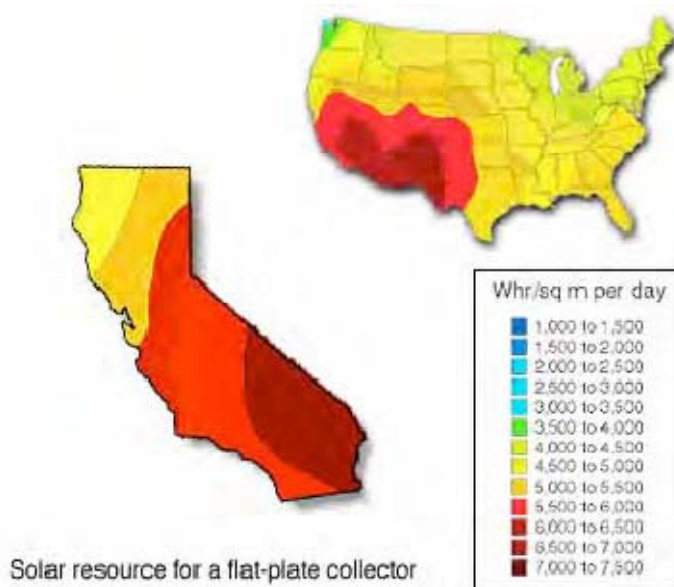 Whr/sq m per day
1,000 to 1,500
1,500 to 2,000
2,000 to 2,500
2,500 to 3,000
3,000 to 3,500
3,500 to 4,000
4,000 to 4,500
4,500 to 5,000
5,000 to 5,500
5,500 to 6,000
6,000 to 6,500
6,500 to 7,000
7,000 to 7,500
Solar resource for a flat-plate collector